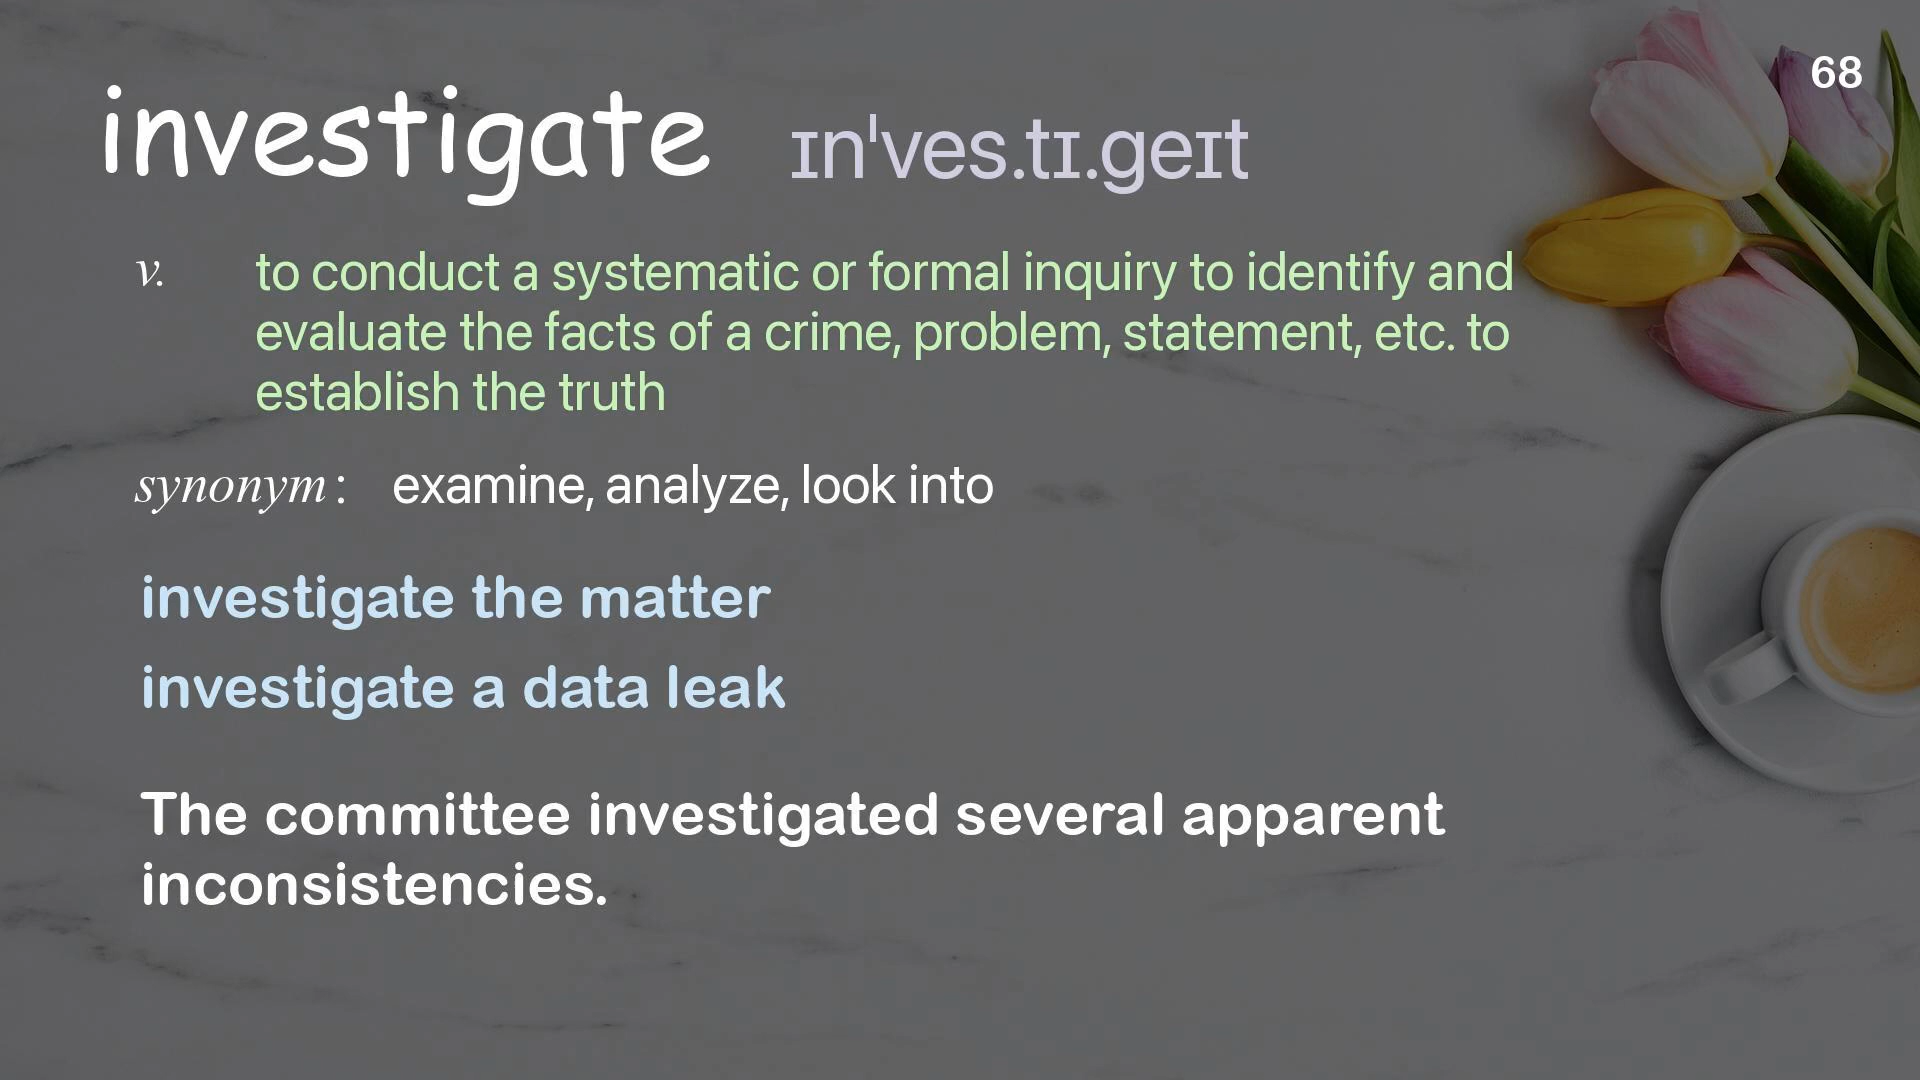 68
investigate ɪnˈves.tɪ.ɡeɪt
v. to conduct a systematic or formal inquiry to identify and
evaluate the facts of a crime, problem, statement, etc. to
establish the truth
synonym: examine, analyze, look into
investigate the matter
investigate a data leak
The committee investigated several apparent
inconsistencies.